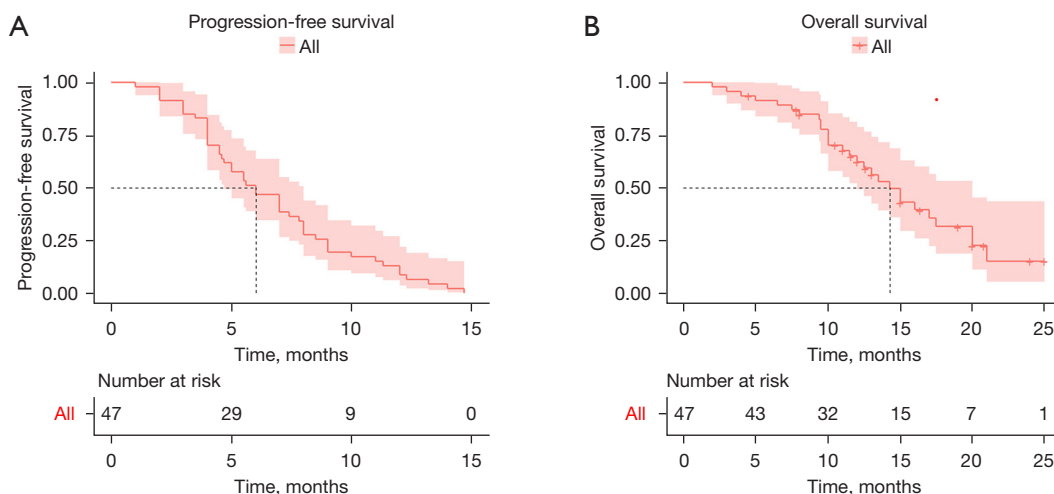 A
Progression-free survival
All
Progression-free survival
1.00
0.75
0.50
0.25
0.00
0 5 10 15
Time, months
Number at risk
All 47 29 9 0
0 5 10 15
Time, months
B
Overall survival
All
Overall survival
1.00
0.75
0.50
0.25
0.00
0 5 10 15 20 25
Time, months
Number at risk
All 47 43 32 15 7 1
0 5 10 15 20 25
Time, months